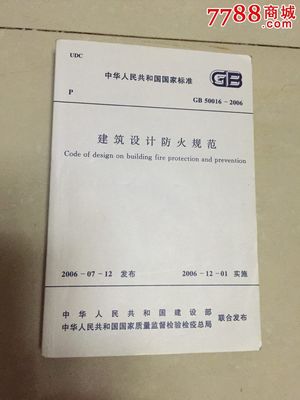 7788商城
UDC
中华人民共和国国家标准
GB
P
GB 50016-2006
建筑设计防火规范
Code of design on building fire protection and prevention
2006-07-12 发布 2006-12-01 实施
中华人民共和国建设部
中华人民共和国国家质量监督检验检疫总局
联合发布